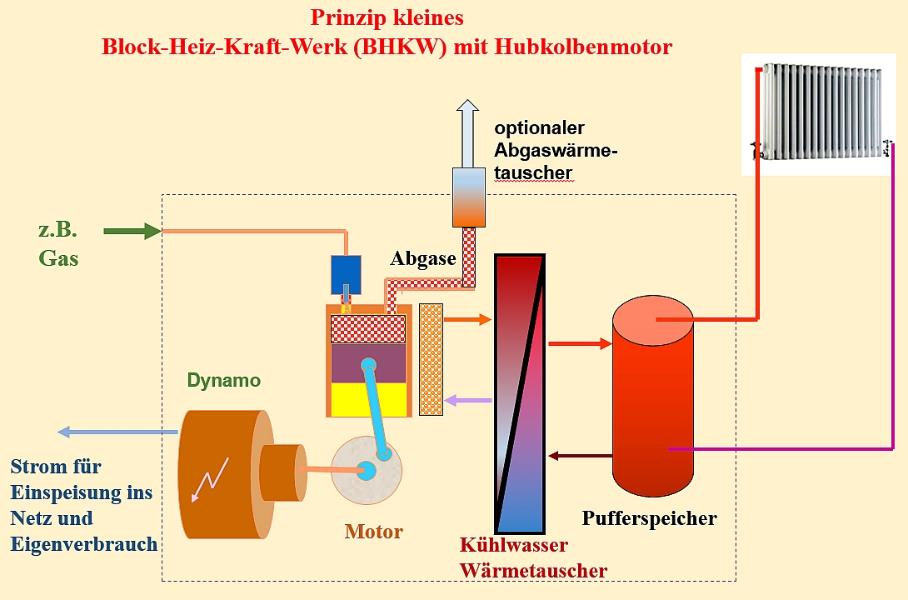 Prinzip kleines
Block-Heiz-Kraft-Werk (BHKW) mit Hubkolbenmotor
optionaler
Abgaswärme-
tauscher
z.B.
Gas
Abgase
Dynamo
Strom für
Einspeisung ins
Netz und
Eigenverbrauch
Motor
Kühlwasser
Wärmetauscher
Pufferspeicher